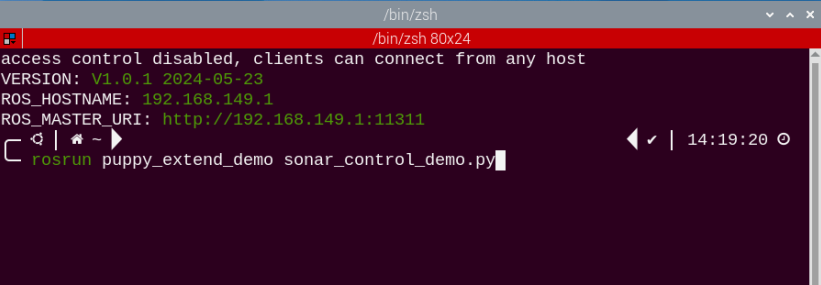 /bin/zsh
/bin/zsh 80x24
access control disabled, clients can connect from any host
VERSION: V1.0.1 2024-05-23
ROS_HOSTNAME: 192.168.149.1
ROS_MASTER_URI: http://192.168.149.1:11311
~ ✔ 14:19:20
rosrun puppy_extend_demo sonar_control_demo.py